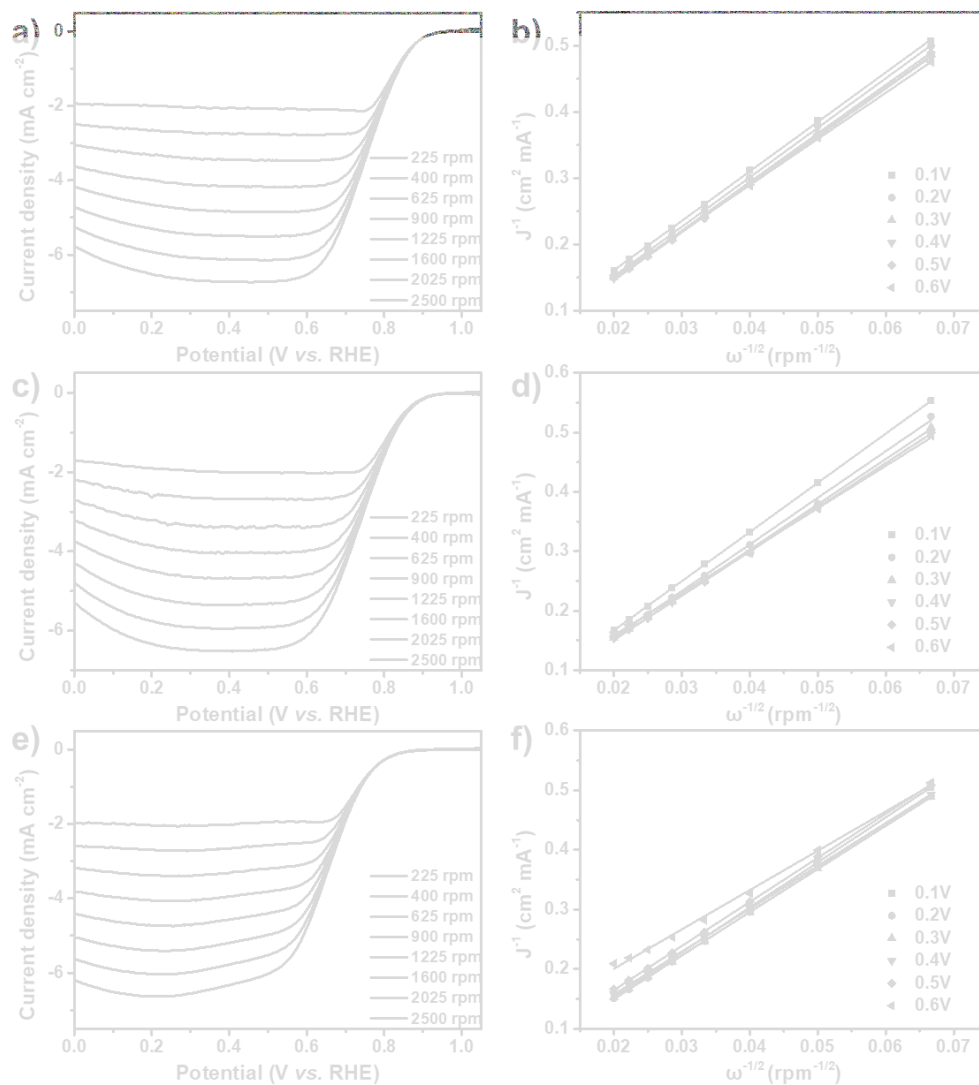 a)
0
-2
-4
-6
Current density (mA cm-2)
225 rpm
400 rpm
625 rpm
900 rpm
1225 rpm
1600 rpm
2025 rpm
2500 rpm
0.0 0.2 0.4 0.6 0.8 1.0
Potential (V vs. RHE)
b)
0.5
0.4
0.3
0.2
0.1
J-1 (cm2 mA-1)
0.1V
0.2V
0.3V
0.4V
0.5V
0.6V
0.02 0.03 0.04 0.05 0.06 0.07
ω-1/2 (rpm-1/2)
c)
0
-2
-4
-6
Current density (mA cm-2)
225 rpm
400 rpm
625 rpm
900 rpm
1225 rpm
1600 rpm
2025 rpm
2500 rpm
0.0 0.2 0.4 0.6 0.8 1.0
Potential (V vs. RHE)
d)
0.6
0.5
0.4
0.3
0.2
0.1
J-1 (cm2 mA-1)
0.1V
0.2V
0.3V
0.4V
0.5V
0.6V
0.02 0.03 0.04 0.05 0.06 0.07
ω-1/2 (rpm-1/2)
e)
0
-2
-4
-6
Current density (mA cm-2)
225 rpm
400 rpm
625 rpm
900 rpm
1225 rpm
1600 rpm
2025 rpm
2500 rpm
0.0 0.2 0.4 0.6 0.8 1.0
Potential (V vs. RHE)
f)
0.6
0.5
0.4
0.3
0.2
0.1
J-1 (cm2 mA-1)
0.1V
0.2V
0.3V
0.4V
0.5V
0.6V
0.02 0.03 0.04 0.05 0.06 0.07
ω-1/2 (rpm-1/2)